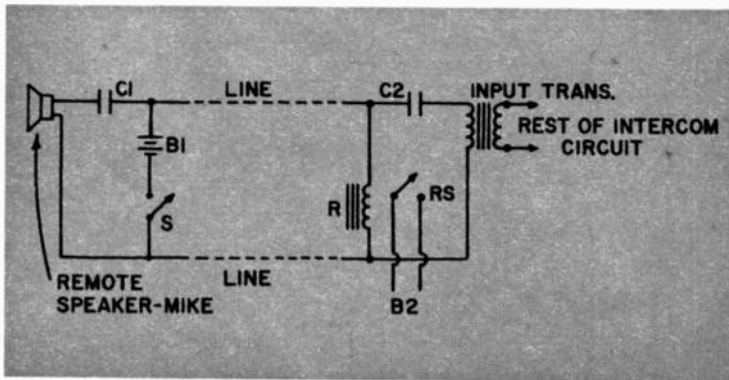 C1
LINE
C2
INPUT TRANS.
REST OF INTERCOM
CIRCUIT
B1
S
R
RS
REMOTE
SPEAKER-MIKE
LINE
B2